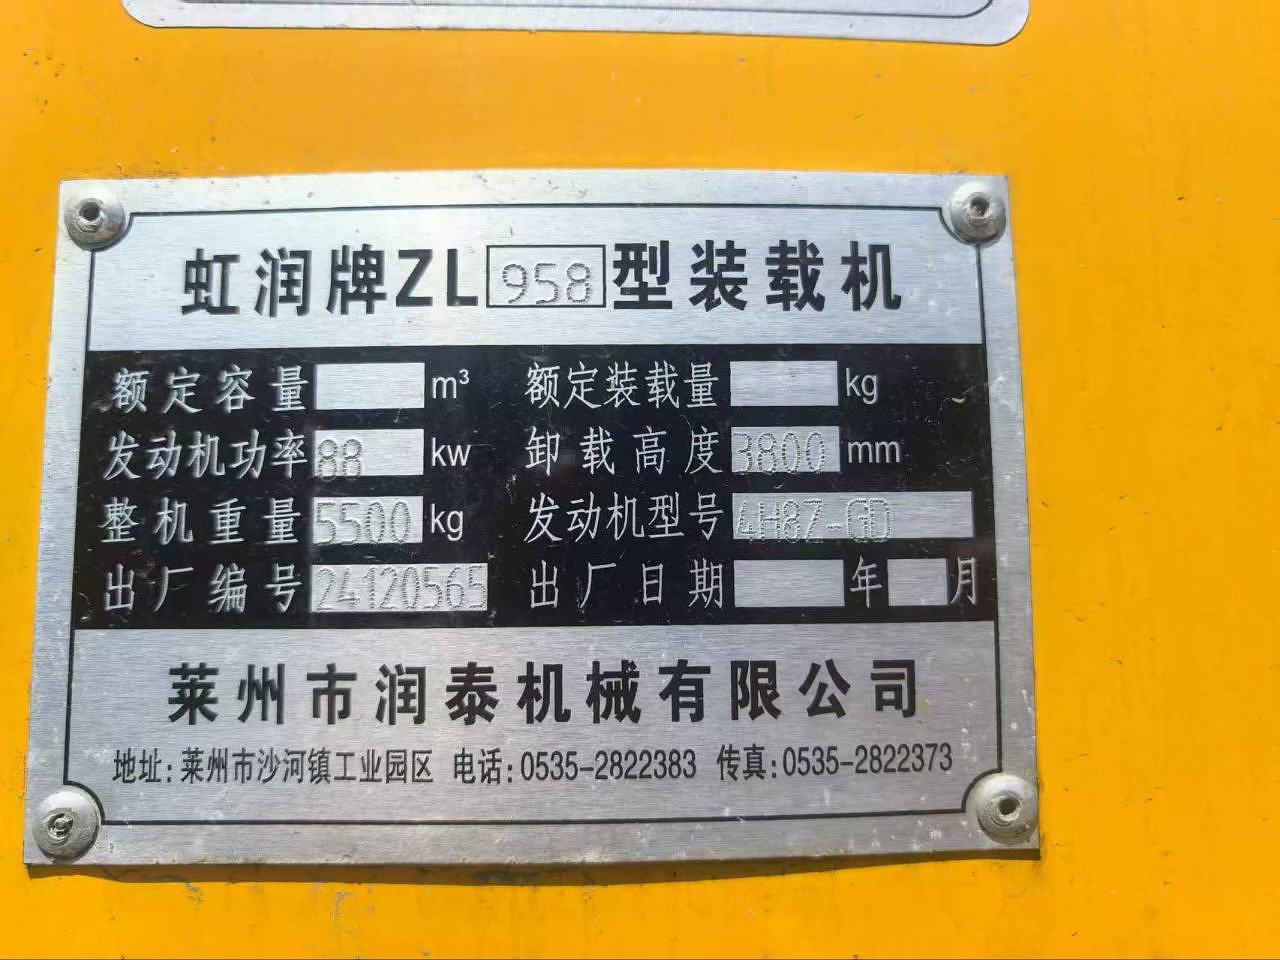 虹润牌ZL958型装载机
额定容量 m³ 额定装载量 kg
发动机功率88 kw 卸载高度3800 mm
整机重量5500 kg 发动机型号4H8Z-GD
出厂编号24120565 出厂日期 年 月
莱州市润泰机械有限公司
地址:莱州市沙河镇工业园区 电话:0535-2822383 传真:0535-2822373